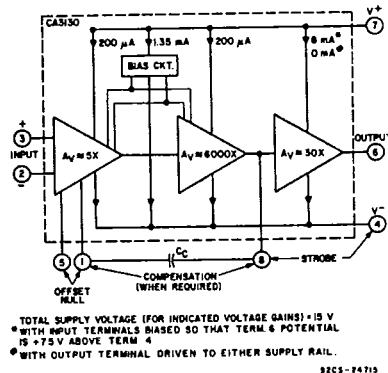 CA3130
V+
7
200 μA
1.35 mA
200 μA
8 mA*
0 mA⊕
BIAS CKT.
3
+
INPUT
2
-
AV≈5X
AV≈6000X
AV≈30X
OUTPUT
6
V-
4
5
1
CC
8
STROBE
OFFSET
NULL
COMPENSATION
(WHEN REQUIRED)
TOTAL SUPPLY VOLTAGE (FOR INDICATED VOLTAGE GAINS) = 15 V
* WITH INPUT TERMINALS BIASED SO THAT TERM. 6 POTENTIAL
IS +7.5 V ABOVE TERM 4
⊕ WITH OUTPUT TERMINAL DRIVEN TO EITHER SUPPLY RAIL.
92CS-24715